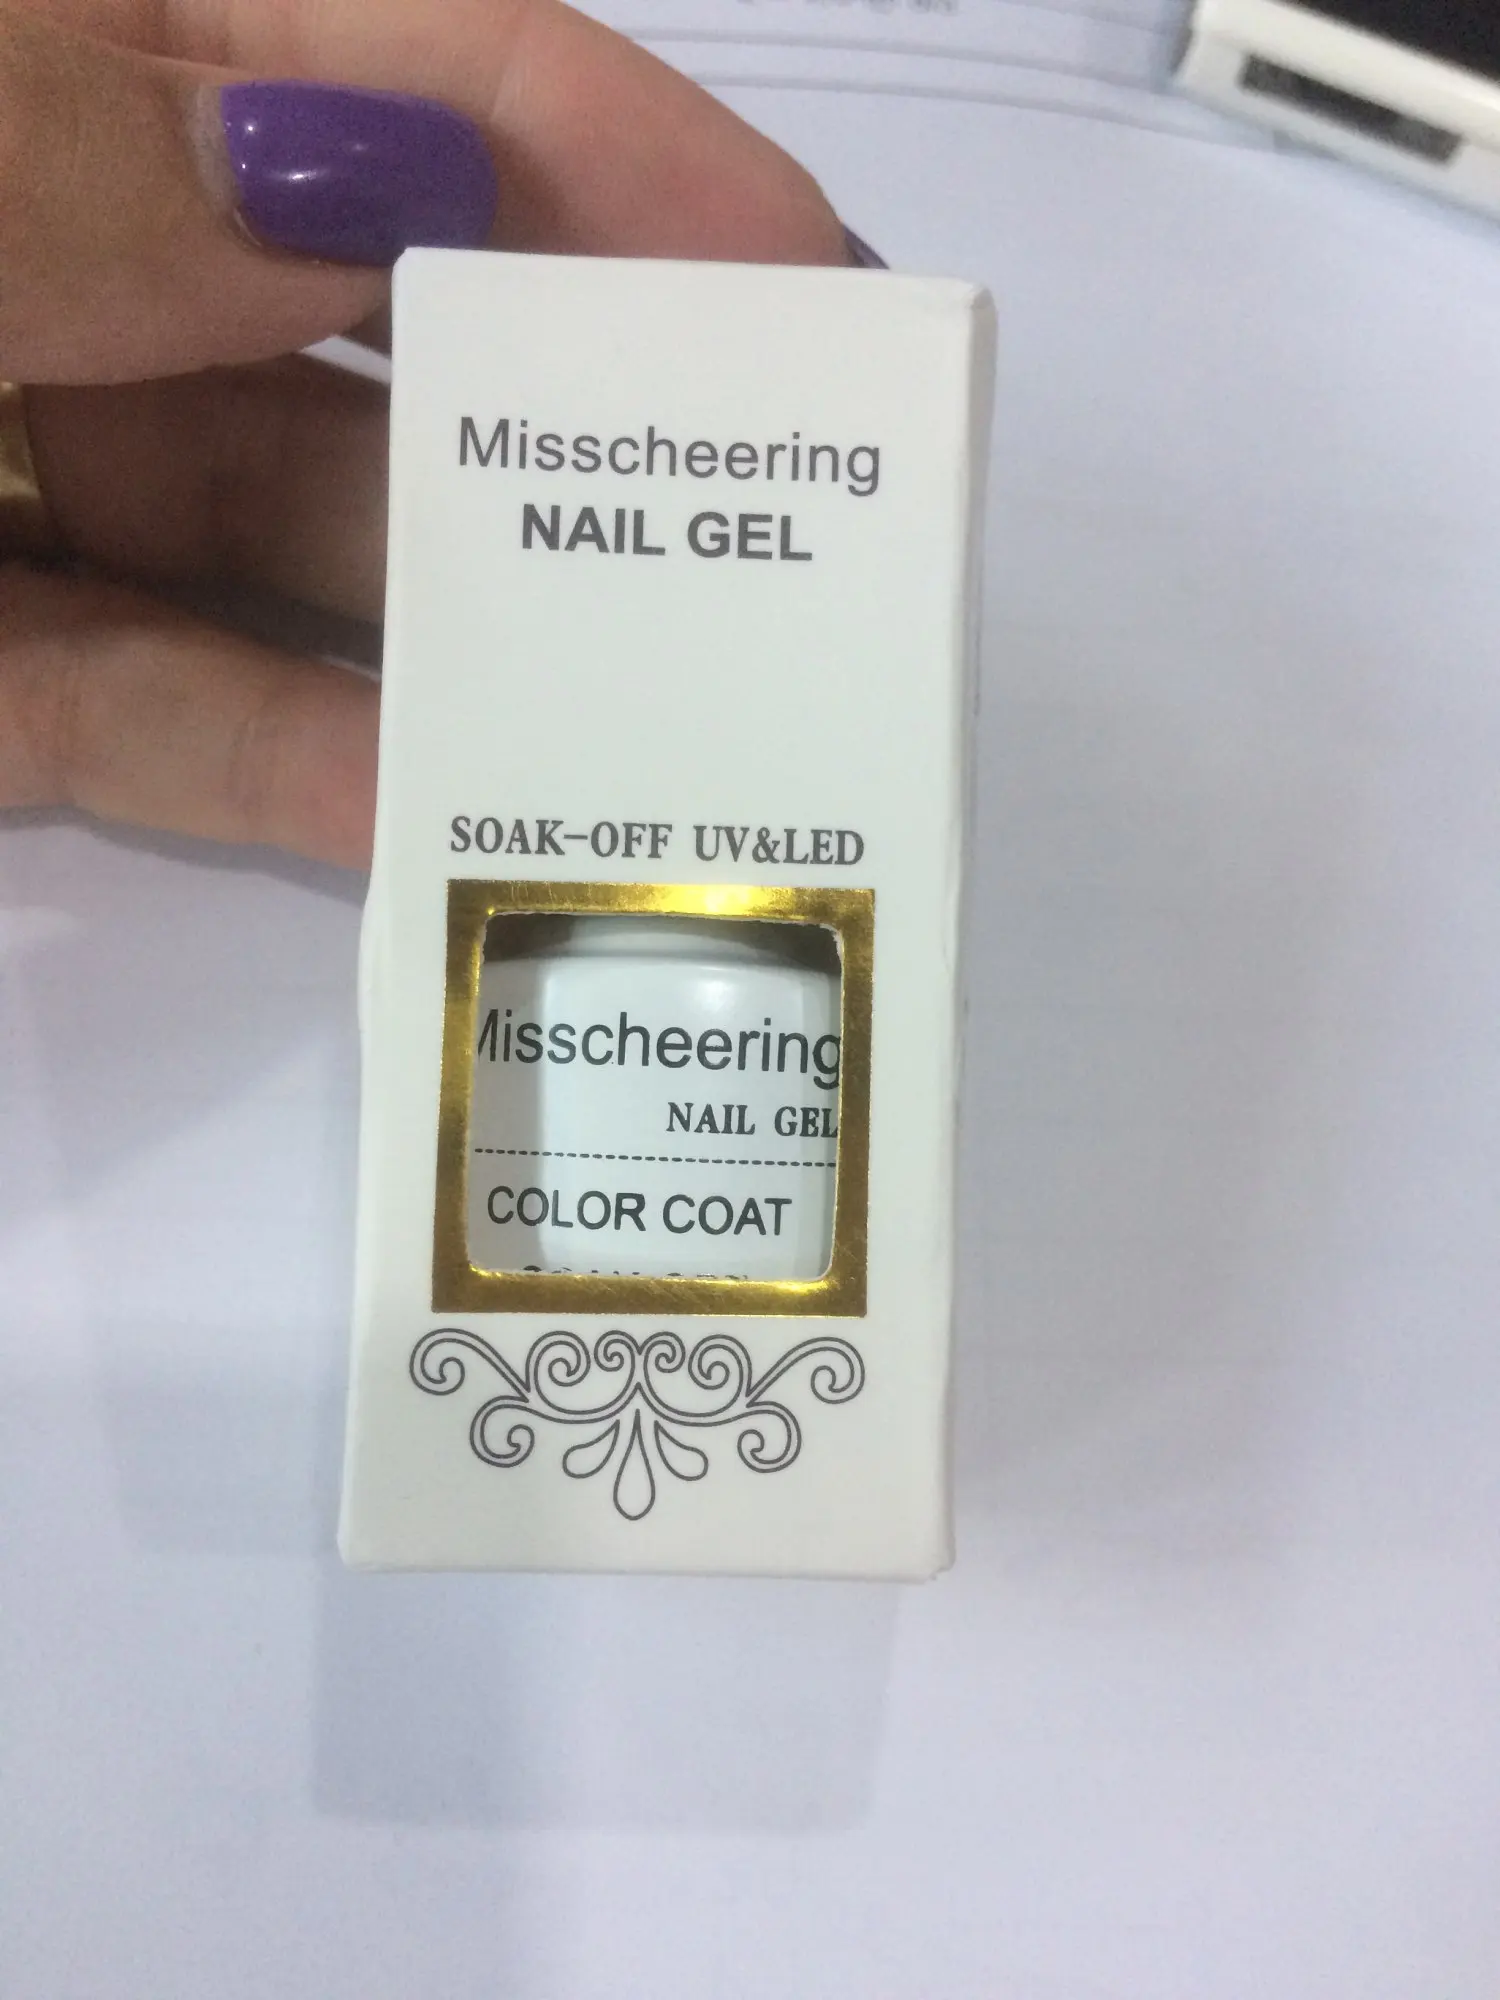 Misscheering
NAIL GEL
SOAK-OFF UV&LED
Misscheering
NAIL GEL
COLOR COAT